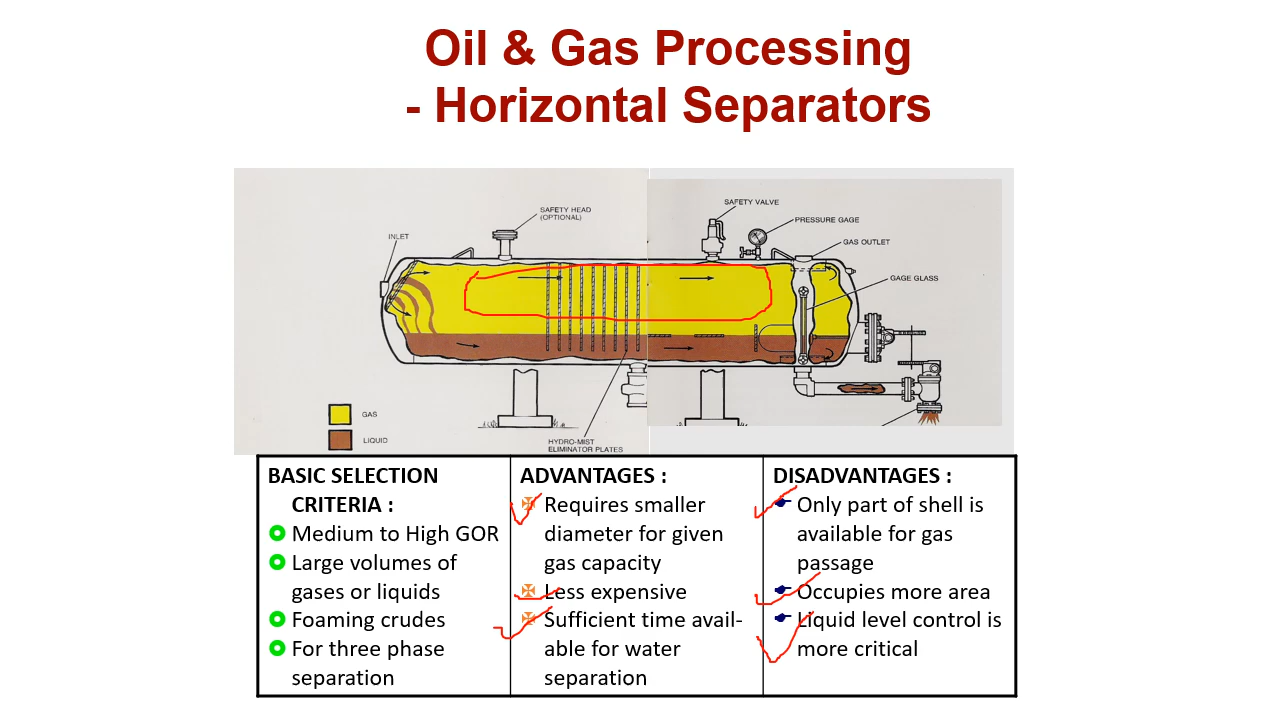 Oil & Gas Processing
- Horizontal Separators
SAFETY HEAD
(OPTIONAL)
INLET
SAFETY VALVE
PRESSURE GAGE
GAS OUTLET
GAGE GLASS
GAS
LIQUID
HYDRO-MIST
ELIMINATOR PLATES
BASIC SELECTION
CRITERIA :
Medium to High GOR
Large volumes of
gases or liquids
Foaming crudes
For three phase
separation
ADVANTAGES :
Requires smaller
diameter for given
gas capacity
Less expensive
Sufficient time avail-
able for water
separation
DISADVANTAGES :
Only part of shell is
available for gas
passage
Occupies more area
Liquid level control is
more critical